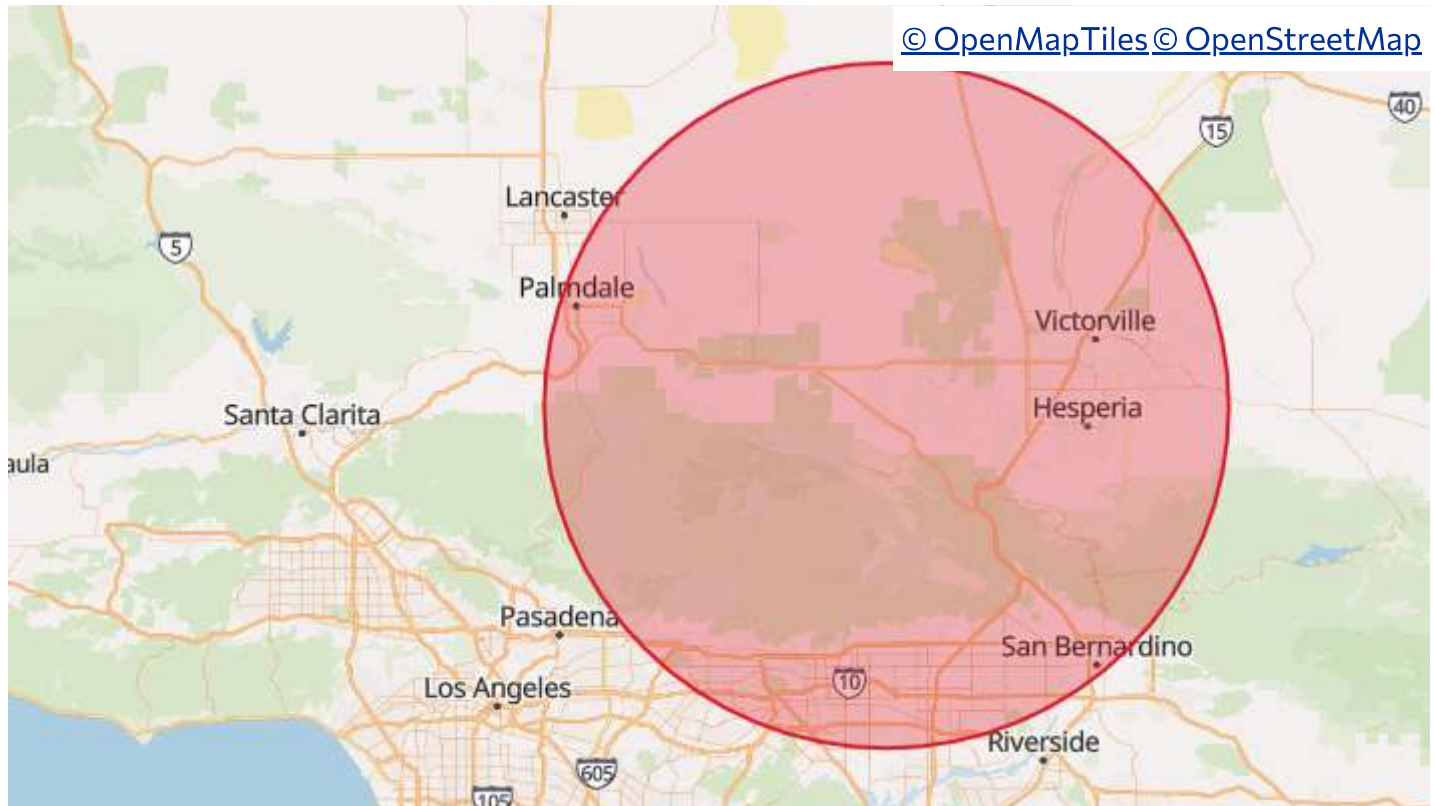 © OpenMapTiles © OpenStreetMap
40
15
Lancaster
5
Palmdale
Victorville
Santa Clarita
Hesperia
aula
Pasadena
San Bernardino
10
Los Angeles
Riverside
605
105